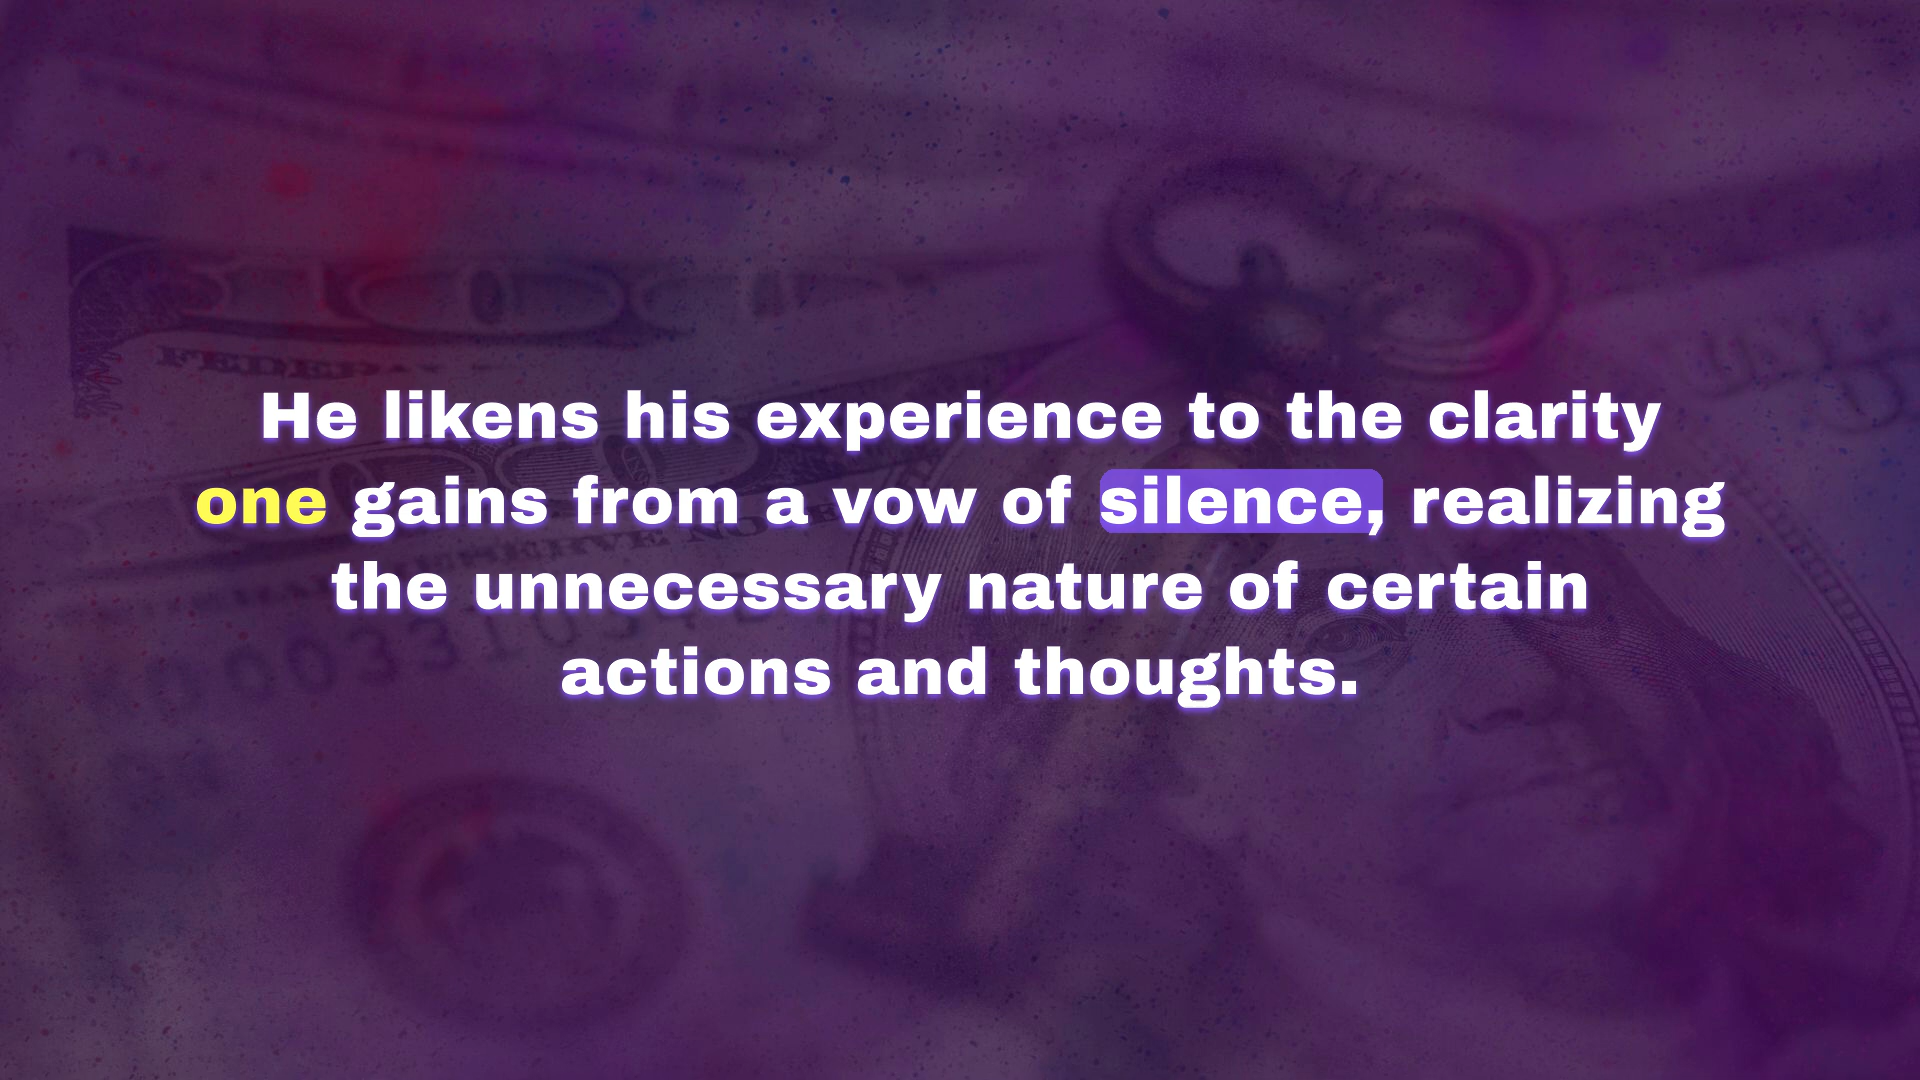 FEDERA
He likens his experience to the clarity
one gains from a vow of silence, realizing
the unnecessary nature of certain
actions and thoughts.